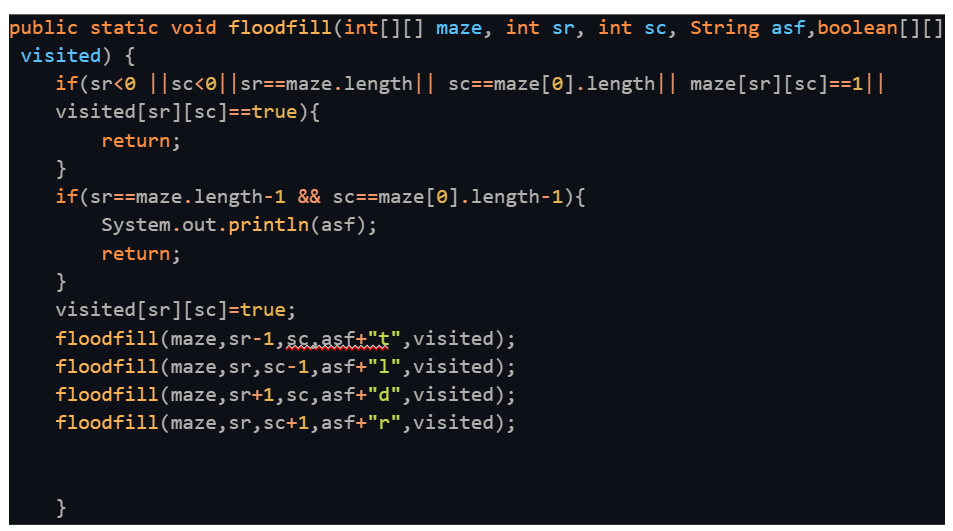 public static void floodfill(int[][] maze, int sr, int sc, String asf,boolean[][]
visited) {
if(sr<0 ||sc<0||sr==maze.length|| sc==maze[0].length|| maze[sr][sc]==1||
visited[sr][sc]==true){
return;
}
if(sr==maze.length-1 && sc==maze[0].length-1){
System.out.println(asf);
return;
}
visited[sr][sc]=true;
floodfill(maze,sr-1,sc,asf+"t",visited);
floodfill(maze,sr,sc-1,asf+"l",visited);
floodfill(maze,sr+1,sc,asf+"d",visited);
floodfill(maze,sr,sc+1,asf+"r",visited);
}